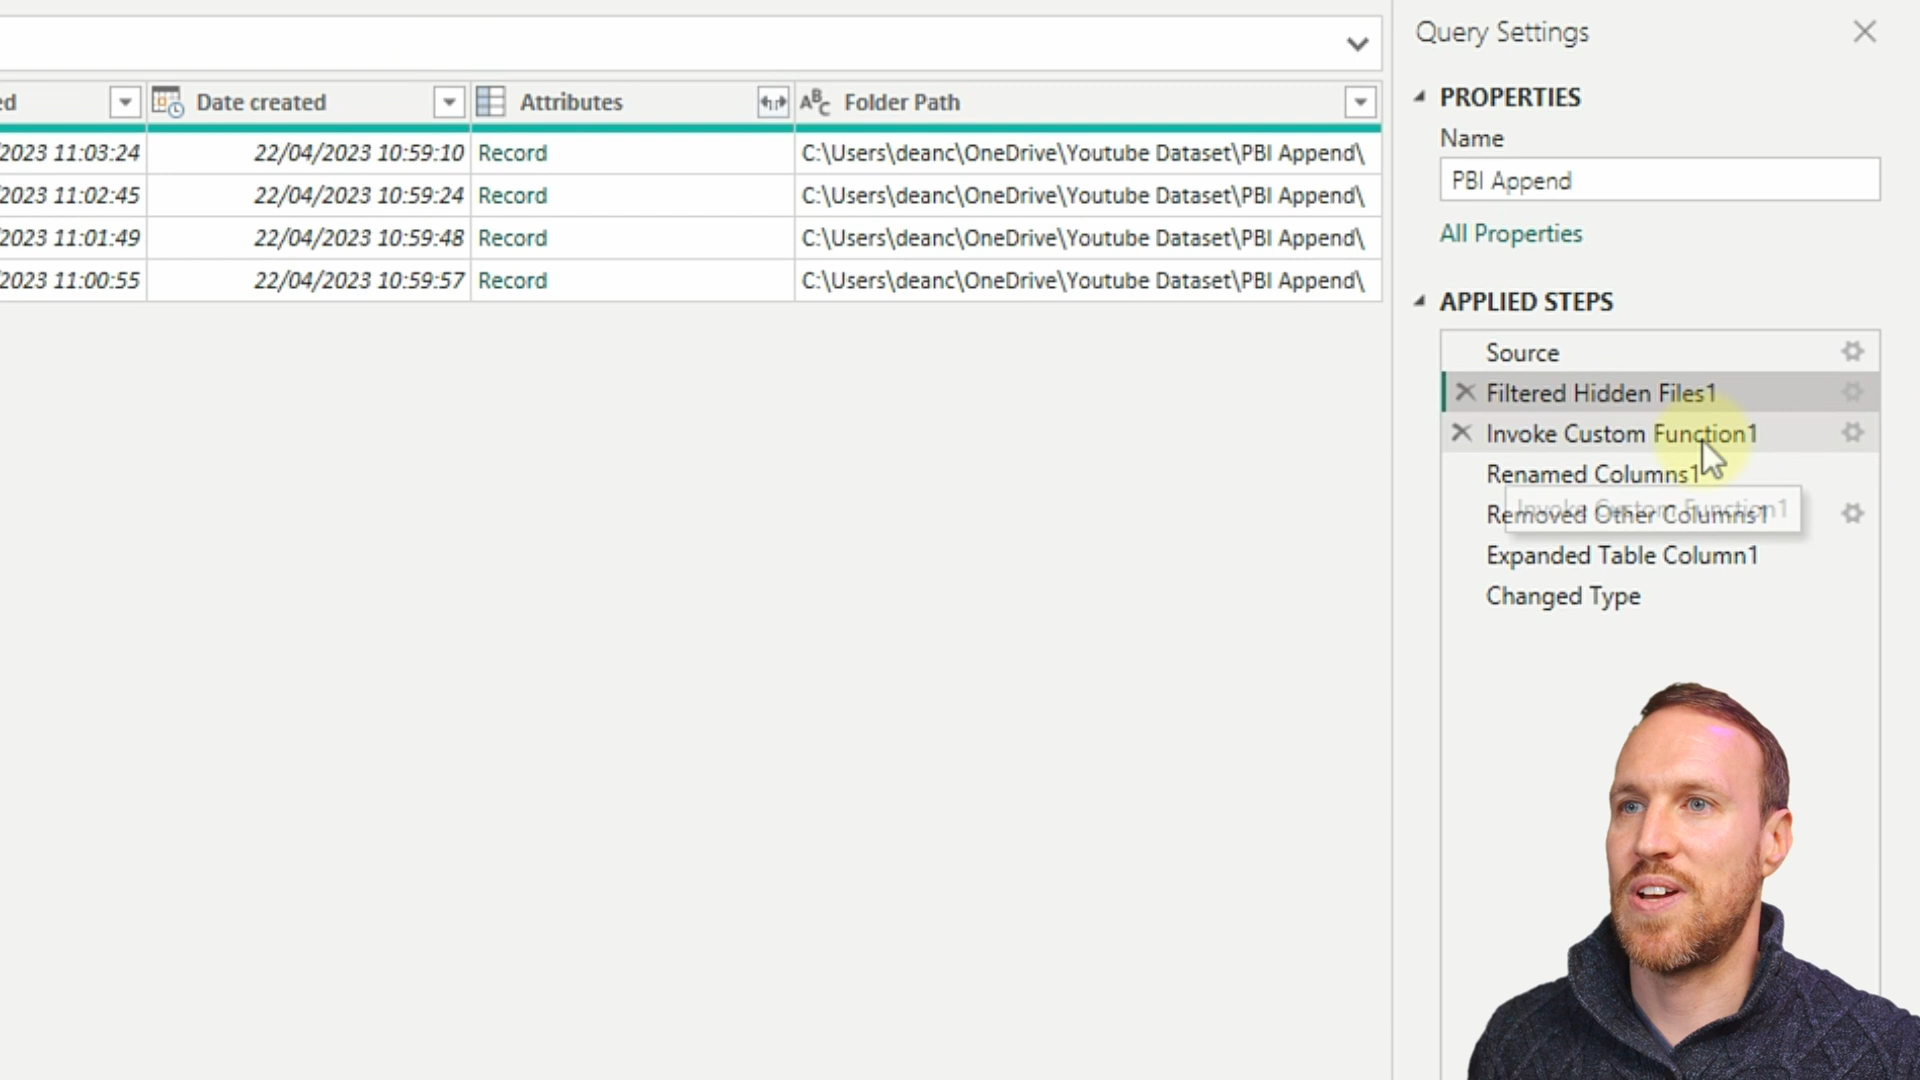 Query Settings
PROPERTIES
Name
PBI Append
All Properties
APPLIED STEPS
Source
Filtered Hidden Files1
Invoke Custom Function1
Renamed Columns1
Removed Other Columns1
Invoke Custom Function1
Expanded Table Column1
Changed Type
ed Date created Attributes ABC Folder Path
2023 11:03:24 22/04/2023 10:59:10 Record C:\Users\deanc\OneDrive\Youtube Dataset\PBI Append\
2023 11:02:45 22/04/2023 10:59:24 Record C:\Users\deanc\OneDrive\Youtube Dataset\PBI Append\
2023 11:01:49 22/04/2023 10:59:48 Record C:\Users\deanc\OneDrive\Youtube Dataset\PBI Append\
2023 11:00:55 22/04/2023 10:59:57 Record C:\Users\deanc\OneDrive\Youtube Dataset\PBI Append\